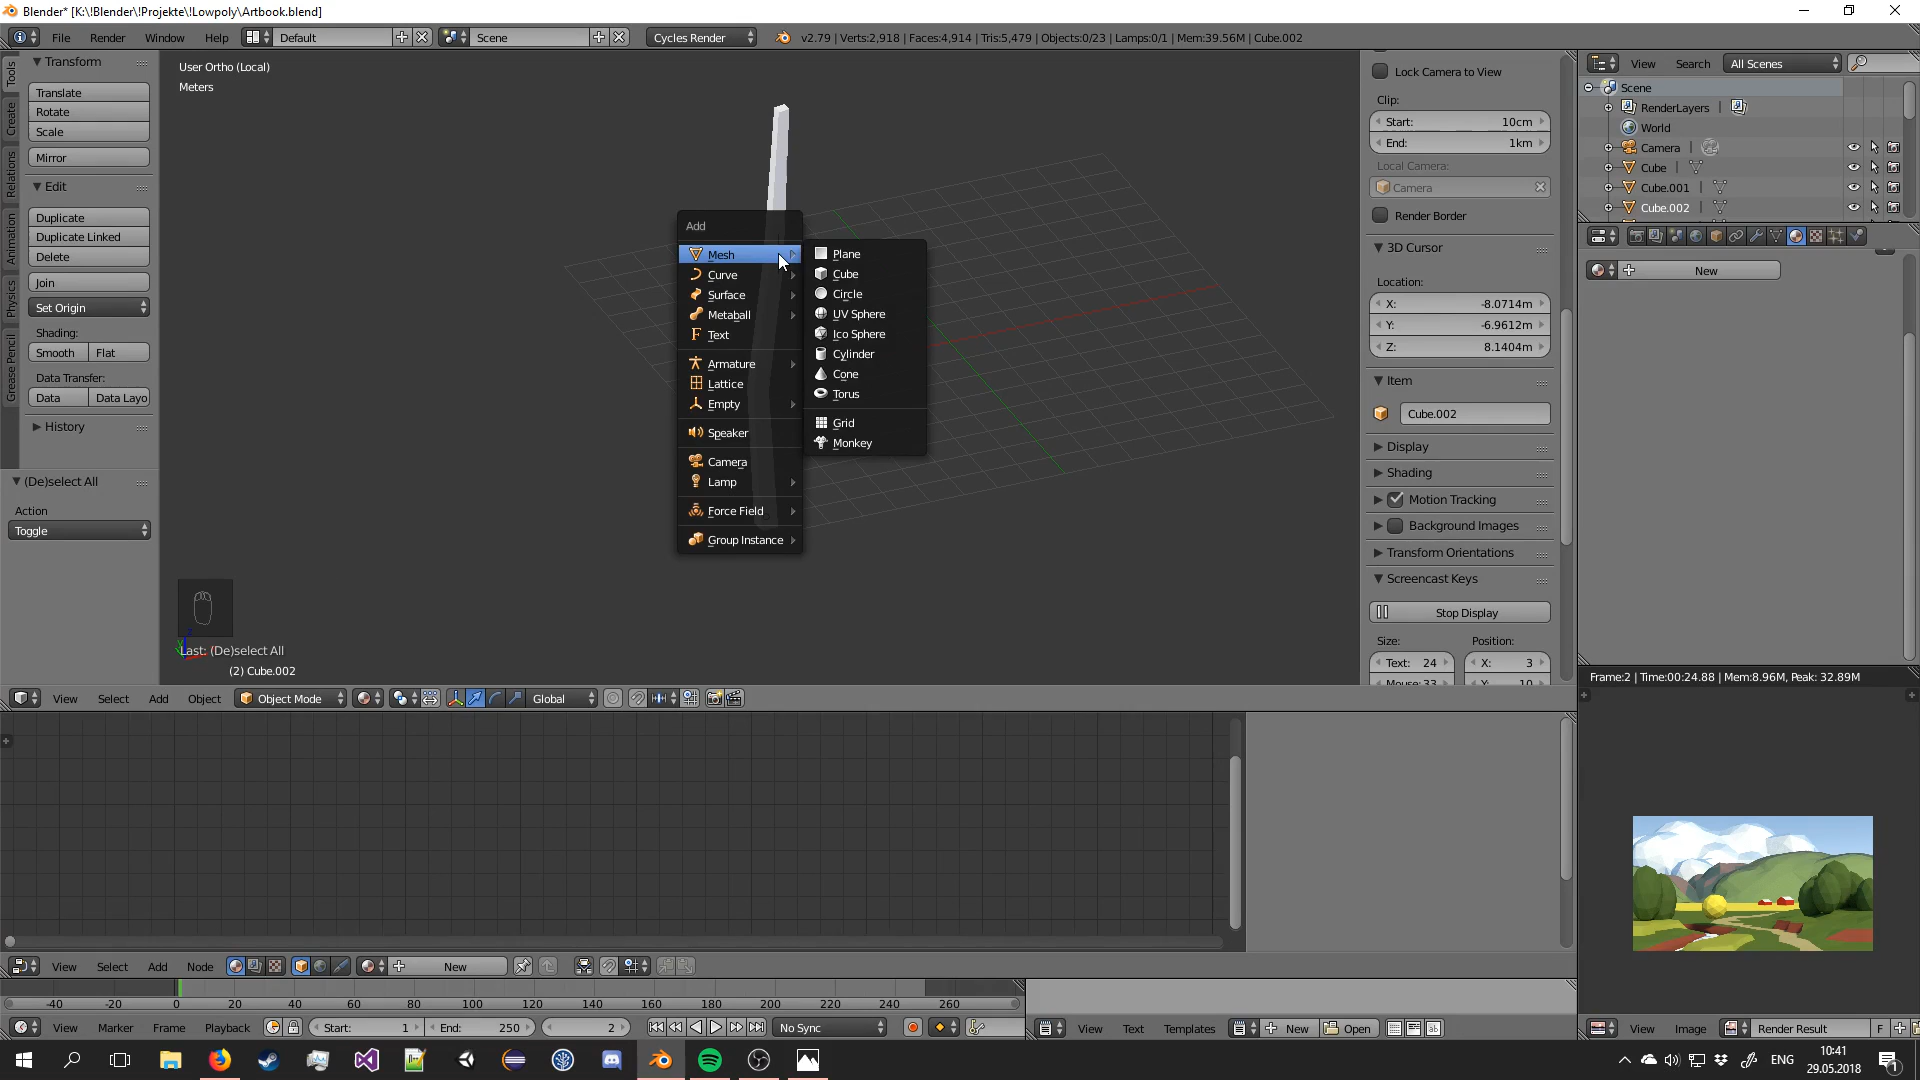 Blender* [K:\!Blender\!Projekte\!Lowpoly\Artbook.blend]
File Render Window Help Default Scene Cycles Render v2.79 | Verts:2,918 | Faces:4,914 | Tris:5,479 | Objects:0/23 | Lamps:0/1 | Mem:39.56M | Cube.002
Tools
Create
Relations
Animation
Physics
Grease Pencil
Transform
Translate
Rotate
Scale
Mirror
Edit
Duplicate
Duplicate Linked
Delete
Join
Set Origin
Shading:
Smooth Flat
Data Transfer:
Data Data Layo
History
(De)select All
Action
Toggle
User Ortho (Local)
Meters
Add
Mesh
Curve
Surface
Metaball
Text
Armature
Lattice
Empty
Speaker
Camera
Lamp
Force Field
Group Instance
Plane
Cube
Circle
UV Sphere
Ico Sphere
Cylinder
Cone
Torus
Grid
Monkey
Last: (De)select All
(2) Cube.002
Lock Camera to View
Clip:
Start: 10cm
End: 1km
Local Camera:
Camera
Render Border
3D Cursor
Location:
X: -8.0714m
Y: -6.9612m
Z: 8.1404m
Item
Cube.002
Display
Shading
Motion Tracking
Background Images
Transform Orientations
Screencast Keys
Stop Display
Size: Position:
Text: 24 X: 3
Mouse: 33 Y: 10
View Search All Scenes
Scene
RenderLayers
World
Camera
Cube
Cube.001
Cube.002
New
Frame:2 | Time:00:24.88 | Mem:8.96M, Peak: 32.89M
View Select Add Object Object Mode Global
View Select Add Node New
-40 -20 0 20 40 60 80 100 120 140 160 180 200 220 240 260
View Marker Frame Playback Start: 1 End: 250 2 No Sync
View Text Templates New Open
View Image Render Result F
ENG
10:41
29.05.2018
1